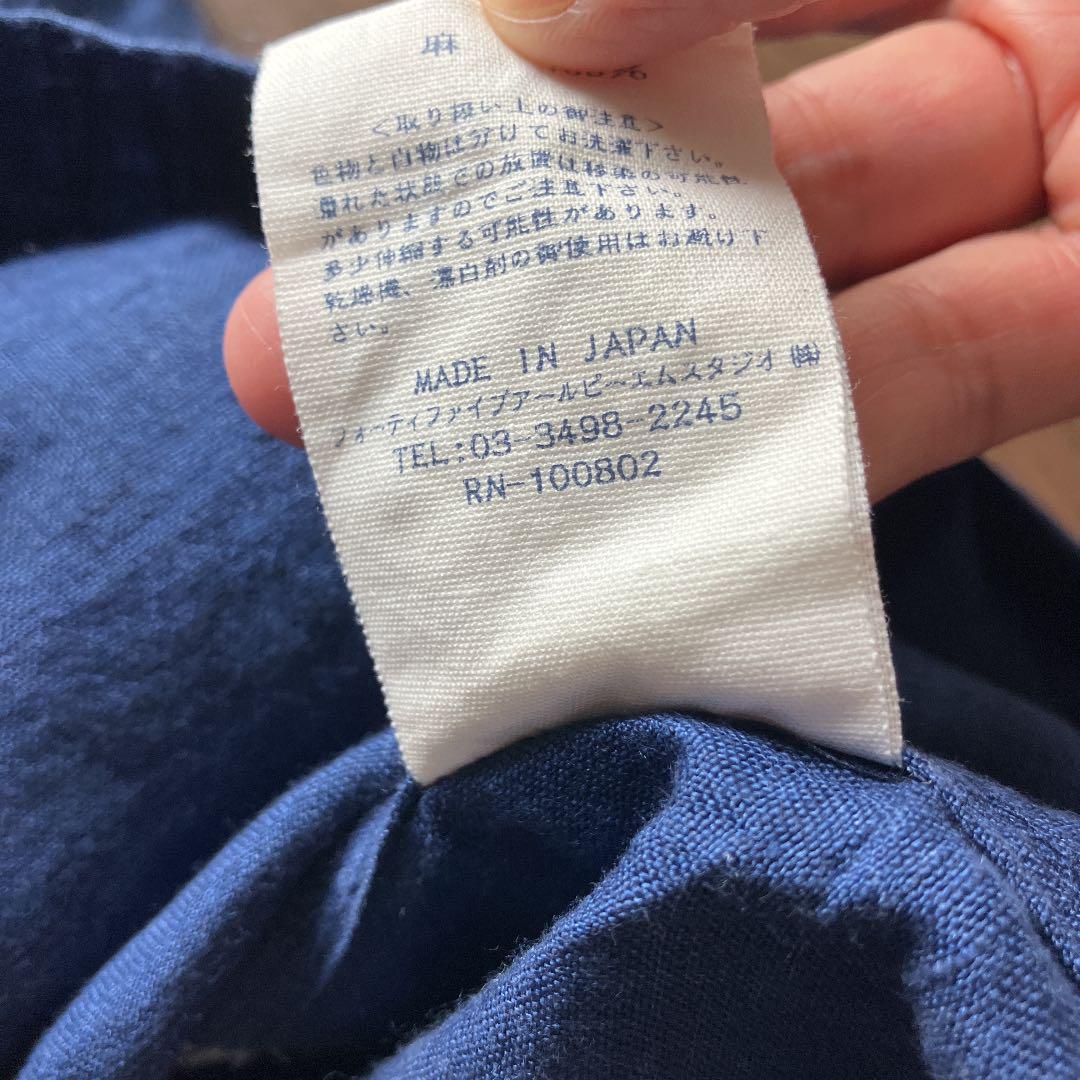 麻 100%
<取り扱い上の御注意>
色物と白物は分けてお洗濯下さい。
濡れた状態での放置は移染の可能性
がありますのでご注意下さい。
多少伸縮する可能性があります。
乾燥機、漂白剤の御使用はお避け下
さい。
MADE IN JAPAN
フォーティファイブアールピーエムスタジオ㈱
TEL:03-3498-2245
RN-100802